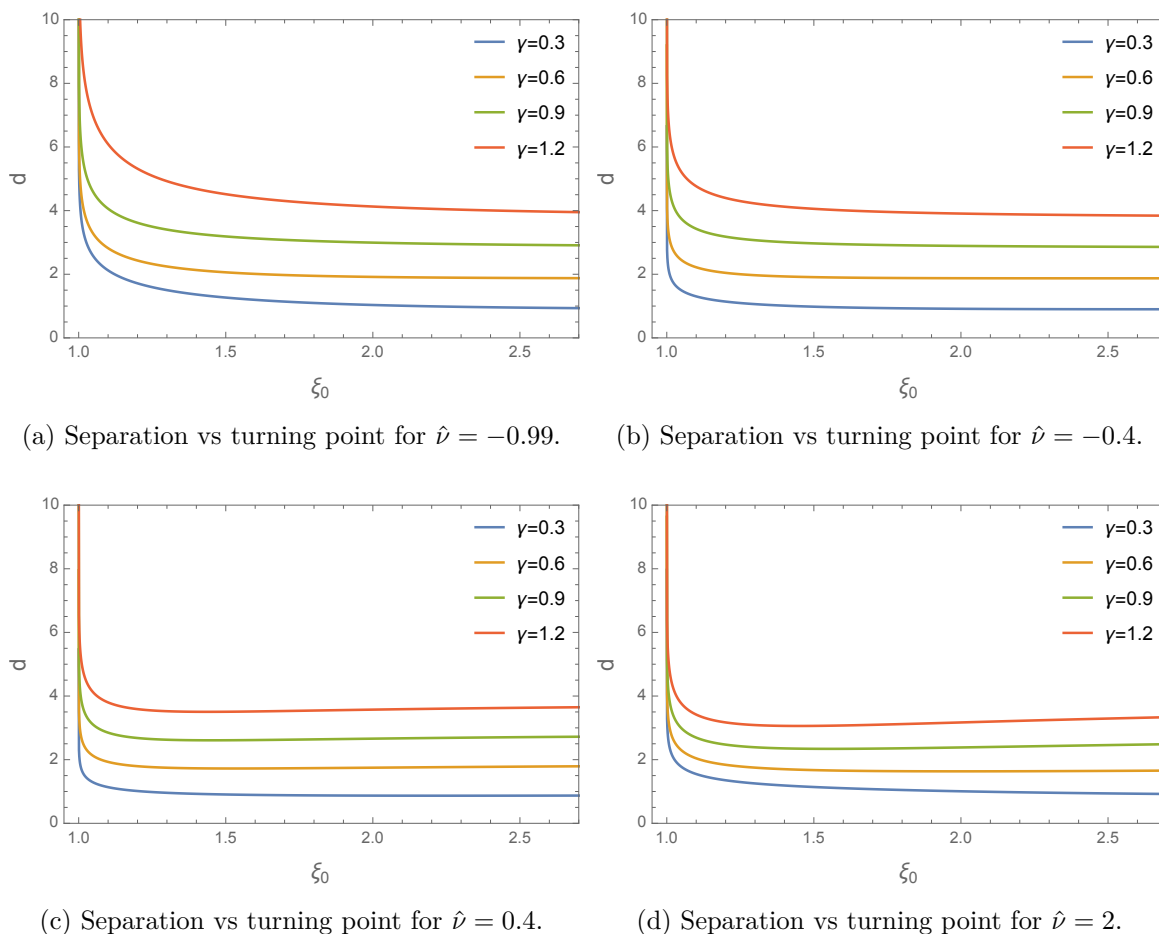 10
8
6
4
2
0
d
1.0 1.5 2.0 2.5
ξ0
γ=0.3
γ=0.6
γ=0.9
γ=1.2
(a) Separation vs turning point for ν̂ = −0.99.
10
8
6
4
2
0
d
1.0 1.5 2.0 2.5
ξ0
γ=0.3
γ=0.6
γ=0.9
γ=1.2
(b) Separation vs turning point for ν̂ = −0.4.
10
8
6
4
2
0
d
1.0 1.5 2.0 2.5
ξ0
γ=0.3
γ=0.6
γ=0.9
γ=1.2
(c) Separation vs turning point for ν̂ = 0.4.
10
8
6
4
2
0
d
1.0 1.5 2.0 2.5
ξ0
γ=0.3
γ=0.6
γ=0.9
γ=1.2
(d) Separation vs turning point for ν̂ = 2.